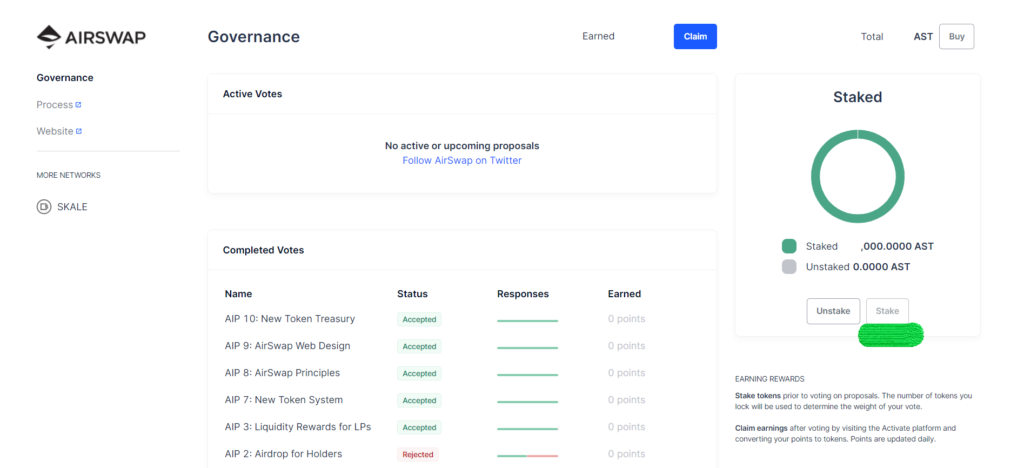 AIRSWAP
Governance
Process
Website
MORE NETWORKS
SKALE
Governance
Earned
Claim
Total AST Buy
Active Votes
No active or upcoming proposals
Follow AirSwap on Twitter
Completed Votes
Name Status Responses Earned
AIP 10: New Token Treasury Accepted 0 points
AIP 9: AirSwap Web Design Accepted 0 points
AIP 8: AirSwap Principles Accepted 0 points
AIP 7: New Token System Accepted 0 points
AIP 3: Liquidity Rewards for LPs Accepted 0 points
AIP 2: Airdrop for Holders Rejected 0 points
Staked
Staked ,000.0000 AST
Unstaked 0.0000 AST
Unstake Stake
EARNING REWARDS
Stake tokens prior to voting on proposals. The number of tokens you
lock will be used to determine the weight of your vote.
Claim earnings after voting by visiting the Activate platform and
converting your points to tokens. Points are updated daily.